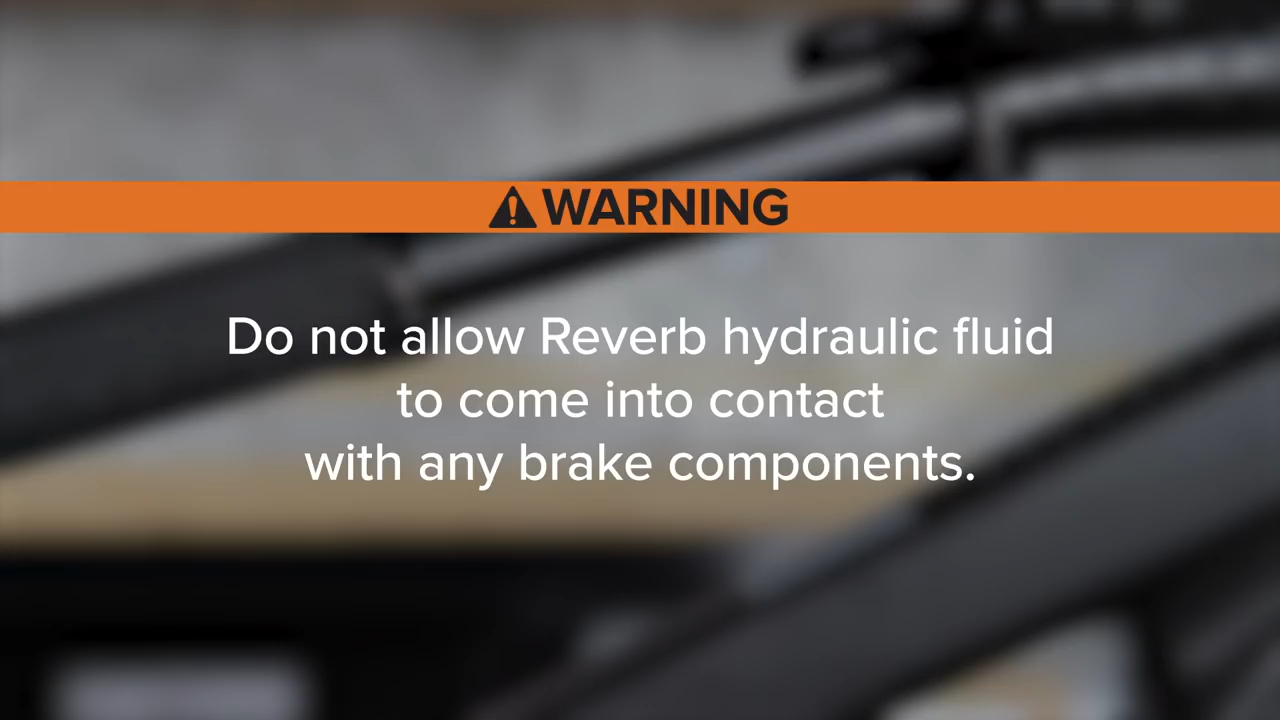 WARNING
Do not allow Reverb hydraulic fluid
to come into contact
with any brake components.